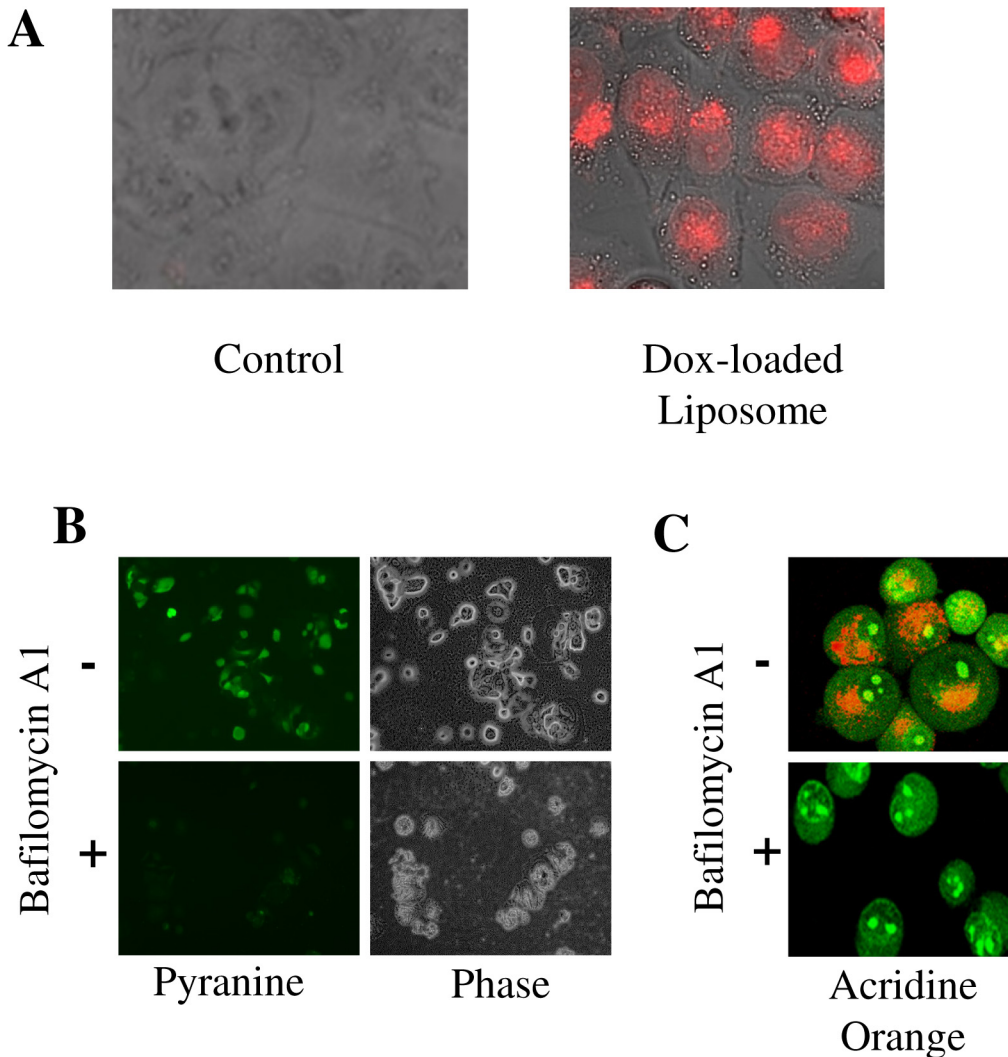 A
Control
Dox-loaded
Liposome
B
C
Bafilomycin A1
-
+
Pyranine
Phase
Bafilomycin A1
-
+
Acridine
Orange